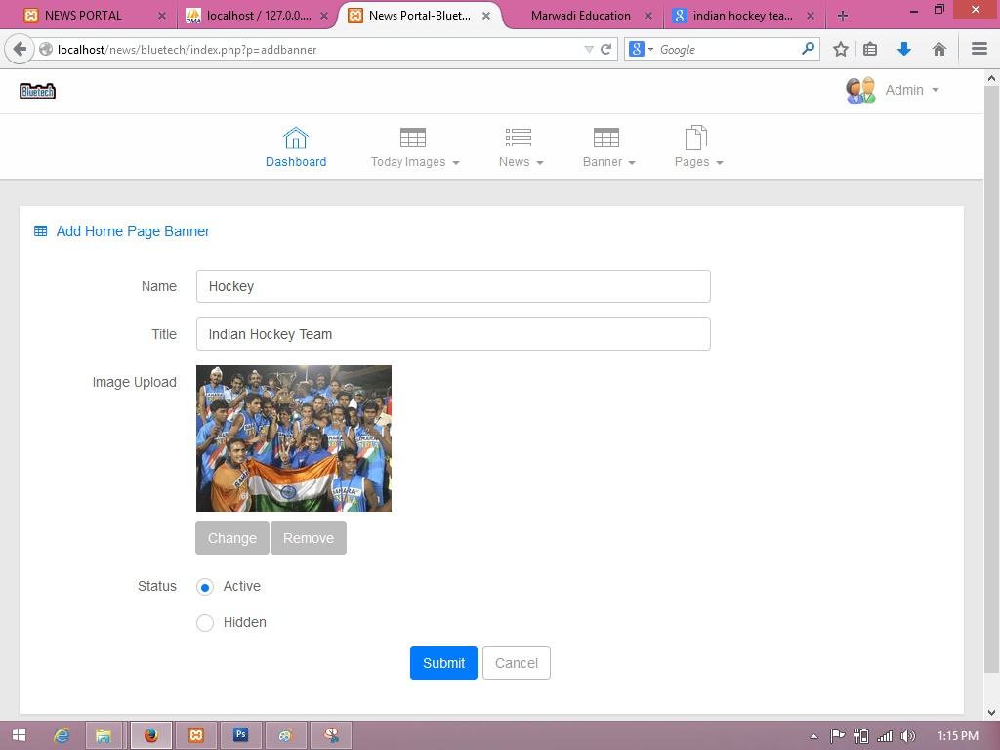 NEWS PORTAL
localhost / 127.0.0....
News Portal-Bluet...
Marwadi Education
indian hockey tea...
localhost/news/bluetech/index.php?p=addbanner
Google
Bluetech
Admin
Dashboard
Today Images
News
Banner
Pages
Add Home Page Banner
Name
Hockey
Title
Indian Hockey Team
Image Upload
SAHARA
INDIA
Change
Remove
Status
Active
Hidden
Submit
Cancel
1:15 PM